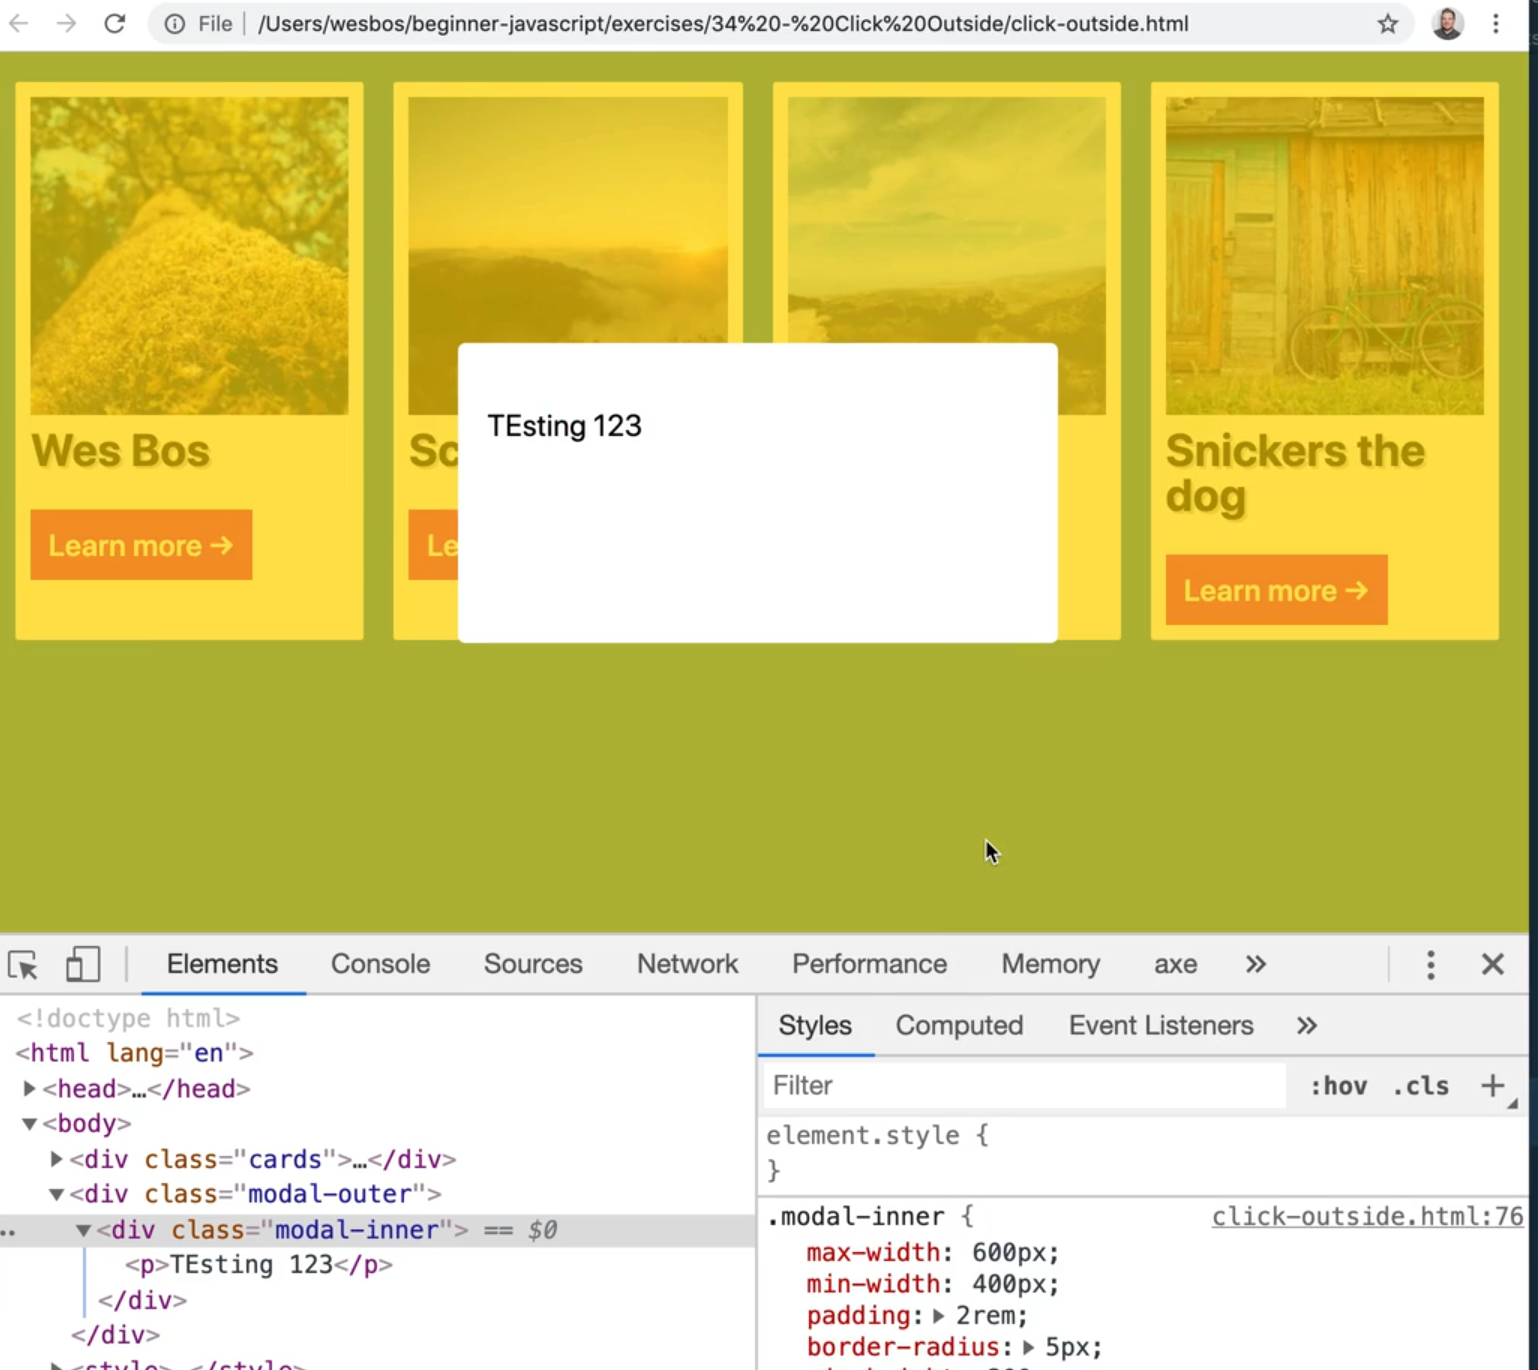 File | /Users/wesbos/beginner-javascript/exercises/34%20-%20Click%20Outside/click-outside.html
TEsting 123
Wes Bos
Sc
Snickers the
dog
Learn more →
Le
Learn more →
Elements Console Sources Network Performance Memory axe »
<!doctype html>
<html lang="en">
<head>…</head>
<body>
<div class="cards">…</div>
<div class="modal-outer">
<div class="modal-inner"> == $0
<p>TEsting 123</p>
</div>
</div>
Styles Computed Event Listeners »
Filter :hov .cls +
element.style {
}
.modal-inner { click-outside.html:76
max-width: 600px;
min-width: 400px;
padding: 2rem;
border-radius: 5px;